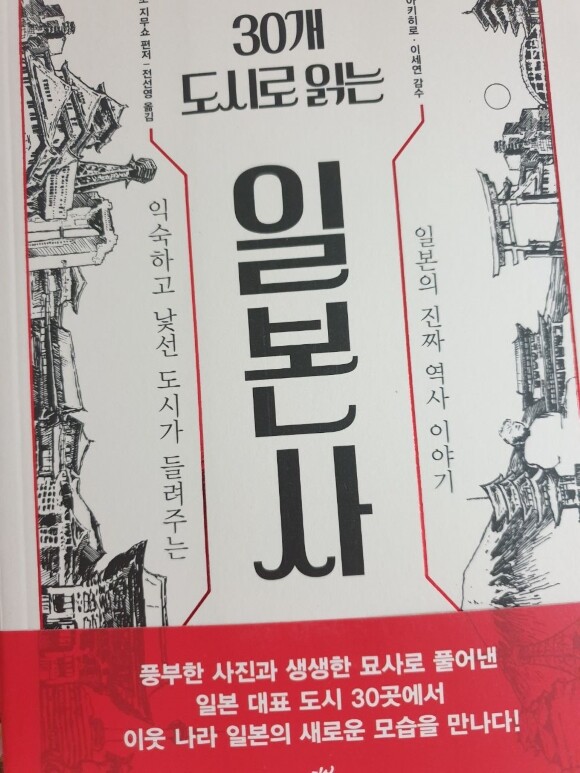 지무쇼 편저 – 전선영 옮김
아키히로 · 이세연 감수
30개
도시로 읽는
일본사
익숙하고 낯선 도시가 들려주는
일본의 진짜 역사 이야기
풍부한 사진과 생생한 묘사로 풀어낸
일본 대표 도시 30곳에서
이웃 나라 일본의 새로운 모습을 만나다!